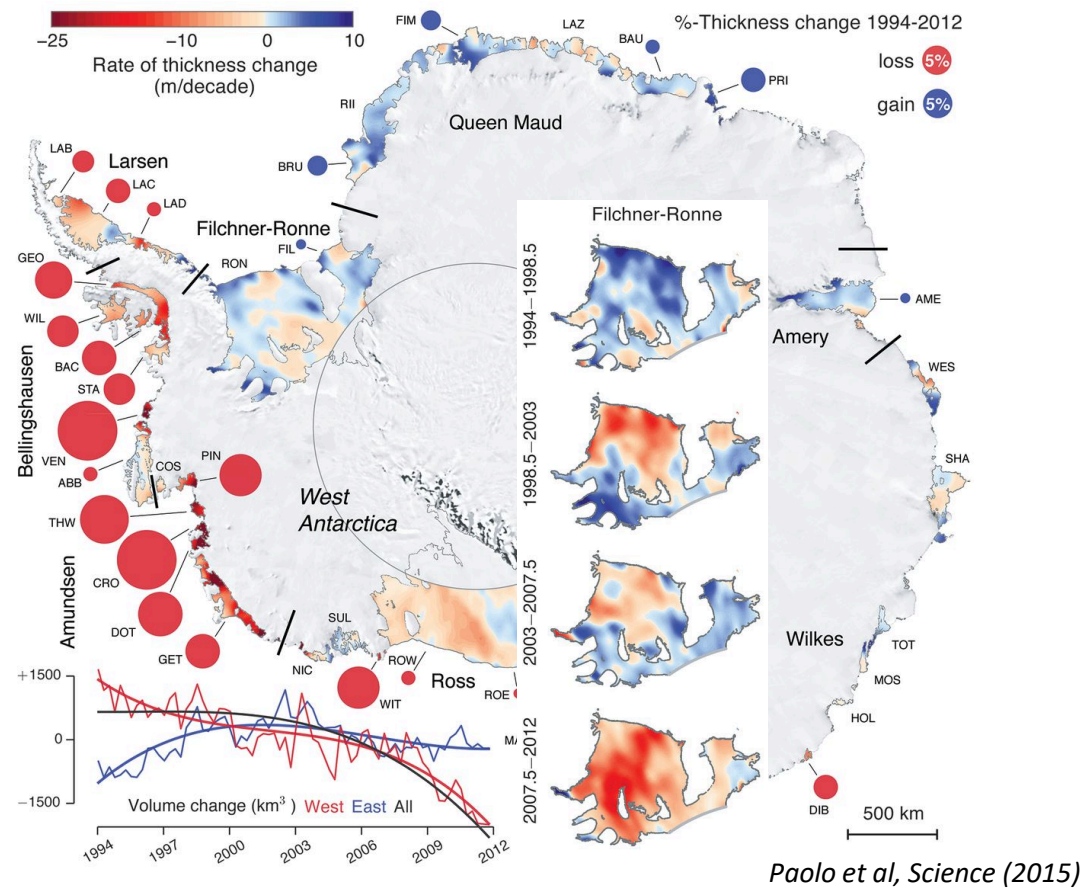 −25
−10
0
10
Rate of thickness change
(m/decade)
%-Thickness change 1994-2012
loss 5%
gain 5%
FIM
LAZ
BAU
PRI
RII
Queen Maud
BRU
LAB
Larsen
LAC
LAD
Filchner-Ronne
FIL
RON
GEO
WIL
BAC
STA
Bellingshausen
VEN
ABB
COS
PIN
THW
West
Antarctica
CRO
Amundsen
DOT
GET
NIC
SUL
WIT
ROW
Ross
ROE
Filchner-Ronne
1994−1998.5
1998.5−2003
2003−2007.5
2007.5−2012
AME
Amery
WES
SHA
Wilkes
TOT
MOS
HOL
DIB
500 km
+1500
0
−1500
Volume change (km³) West East All
1994
1997
2000
2003
2006
2009
2012
Paolo et al, Science (2015)